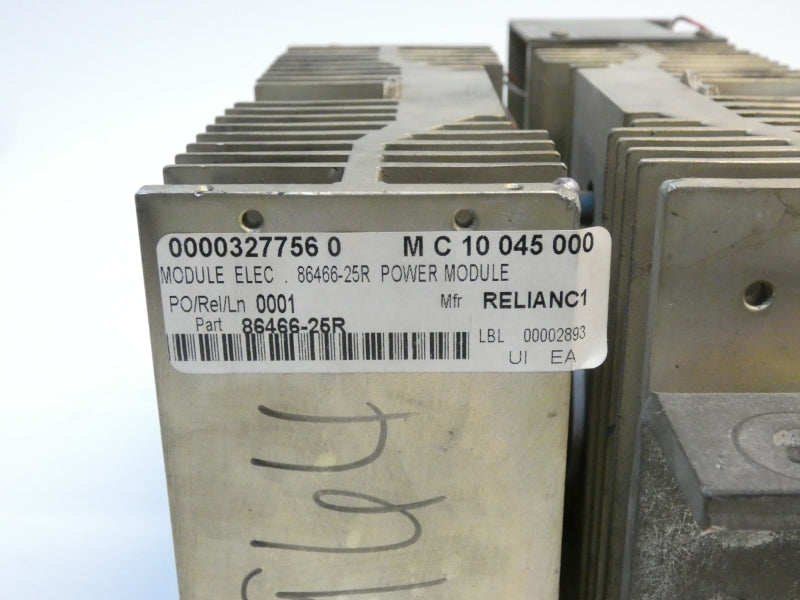 0000327756 0 M C 10 045 000
MODULE ELEC . 86466-25R POWER MODULE
PO/Rel/Ln 0001 Mfr RELIANC1
Part 86466-25R LBL 00002893
UI EA